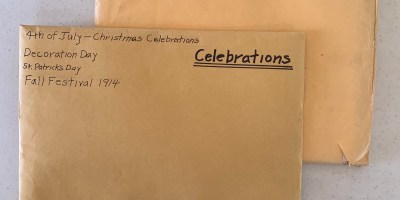 4th of July - Christmas Celebrations
Decoration Day
St. Patricks Day
Fall Festival 1914
Celebrations